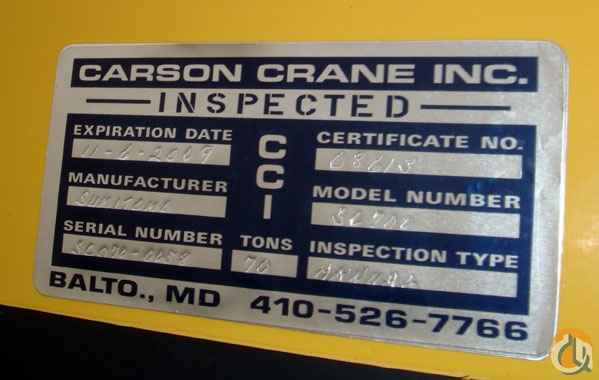 CARSON CRANE INC.
INSPECTED
EXPIRATION DATE
11-6-2009
CERTIFICATE NO.
08613
CCI
MANUFACTURER
MODEL NUMBER
SERIAL NUMBER
TONS
70
INSPECTION TYPE
BALTO., MD 410-526-7766